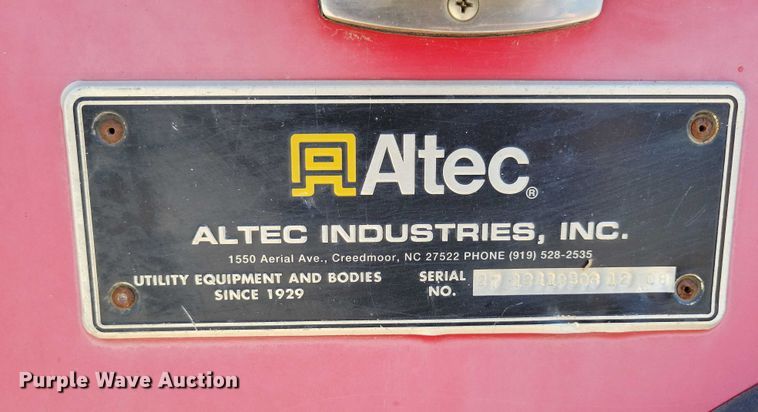 Altec®
ALTEC INDUSTRIES, INC.
1550 Aerial Ave., Creedmoor, NC 27522 PHONE (919) 528-2535
UTILITY EQUIPMENT AND BODIES
SINCE 1929
SERIAL
NO.
Purple Wave Auction